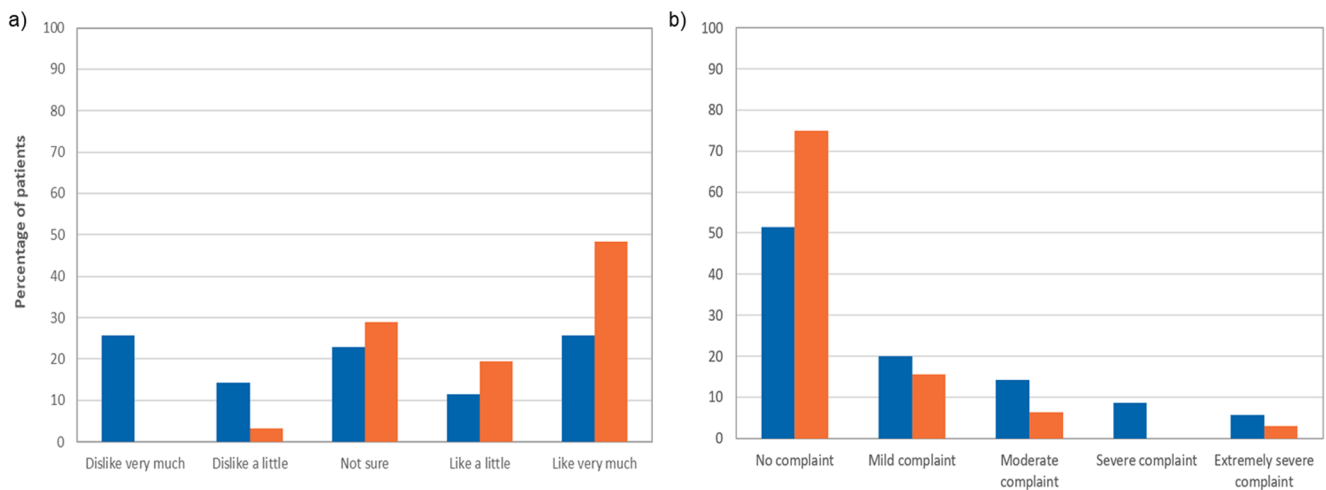 a)
100
90
80
70
60
50
40
30
20
10
0
Percentage of patients
Dislike very much
Dislike a little
Not sure
Like a little
Like very much
b)
100
90
80
70
60
50
40
30
20
10
0
No complaint
Mild complaint
Moderate
complaint
Severe complaint
Extremely severe
complaint